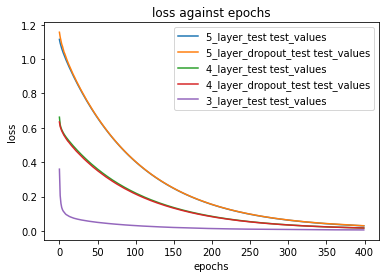 loss against epochs
5_layer_test test_values
5_layer_dropout_test test_values
4_layer_test test_values
4_layer_dropout_test test_values
3_layer_test test_values
loss
1.2
1.0
0.8
0.6
0.4
0.2
0.0
0 50 100 150 200 250 300 350 400
epochs